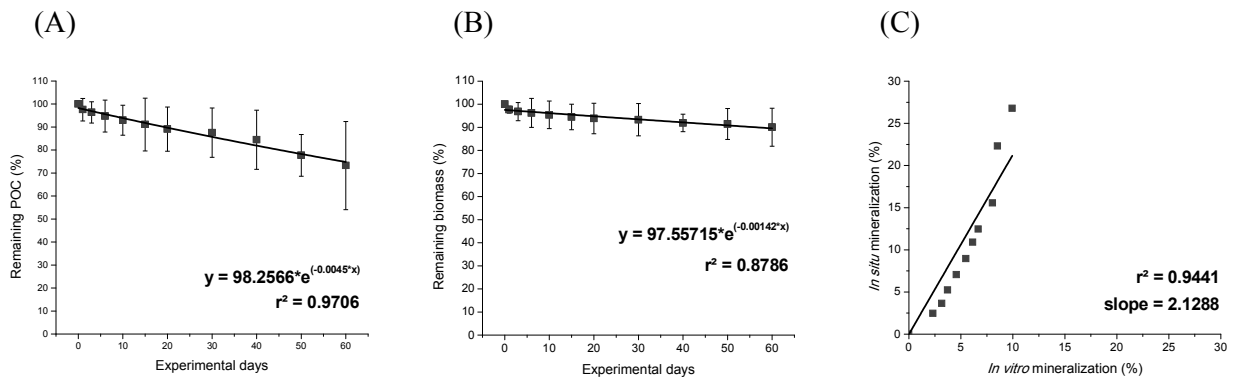 (A)
110
100
90
80
70
60
50
40
30
20
10
0
Remaining POC (%)
y = 98.2566*e^(-0.0045*x)
r² = 0.9706
0 10 20 30 40 50 60
Experimental days
(B)
110
100
90
80
70
60
50
40
30
20
10
0
Remaining biomass (%)
y = 97.55715*e^(-0.00142*x)
r² = 0.8786
0 10 20 30 40 50 60
Experimental days
(C)
30
25
20
15
10
5
0
In situ mineralization (%)
r² = 0.9441
slope = 2.1288
0 5 10 15 20 25 30
In vitro mineralization (%)